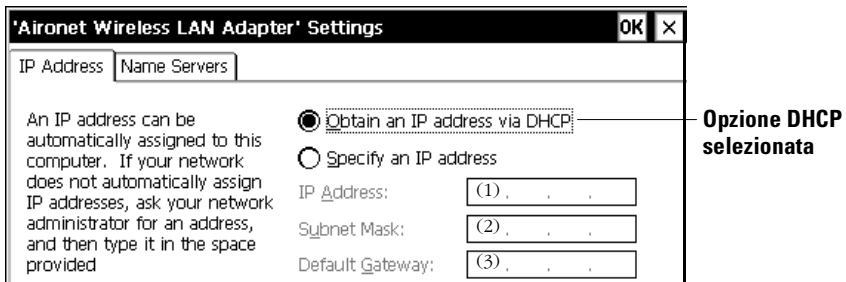 'Aironet Wireless LAN Adapter' Settings OK ×
IP Address Name Servers
An IP address can be
automatically assigned to this
computer. If your network
does not automatically assign
IP addresses, ask your network
administrator for an address,
and then type it in the space
provided
Obtain an IP address via DHCP
Specify an IP address
IP Address: (1) . . .
Subnet Mask: (2) . . .
Default Gateway: (3) . . .
Opzione DHCP
selezionata